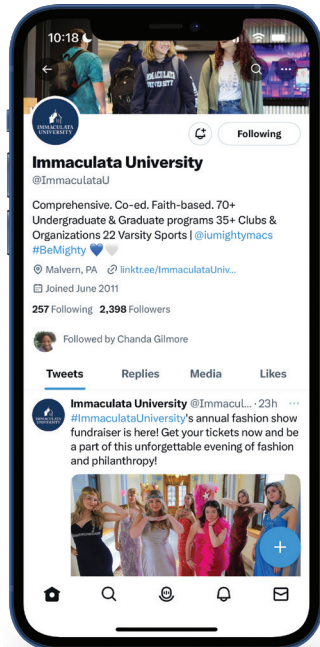 10:18
IMMACULATA
IMMACULATA
UNIVERSITY
Following
Immaculata University
@ImmaculataU
Comprehensive. Co-ed. Faith-based. 70+
Undergraduate & Graduate programs 35+ Clubs &
Organizations 22 Varsity Sports | @iumightymacs
#BeMighty 💙🤍
Malvern, PA linktr.ee/ImmaculataUniv...
Joined June 2011
257 Following 2,398 Followers
Followed by Chanda Gilmore
Tweets Replies Media Likes
Immaculata University @Immacul... · 23h ···
IMMACULATA
UNIVERSITY
#ImmaculataUniversity's annual fashion show
fundraiser is here! Get your tickets now and be
a part of this unforgettable evening of fashion
and philanthropy!